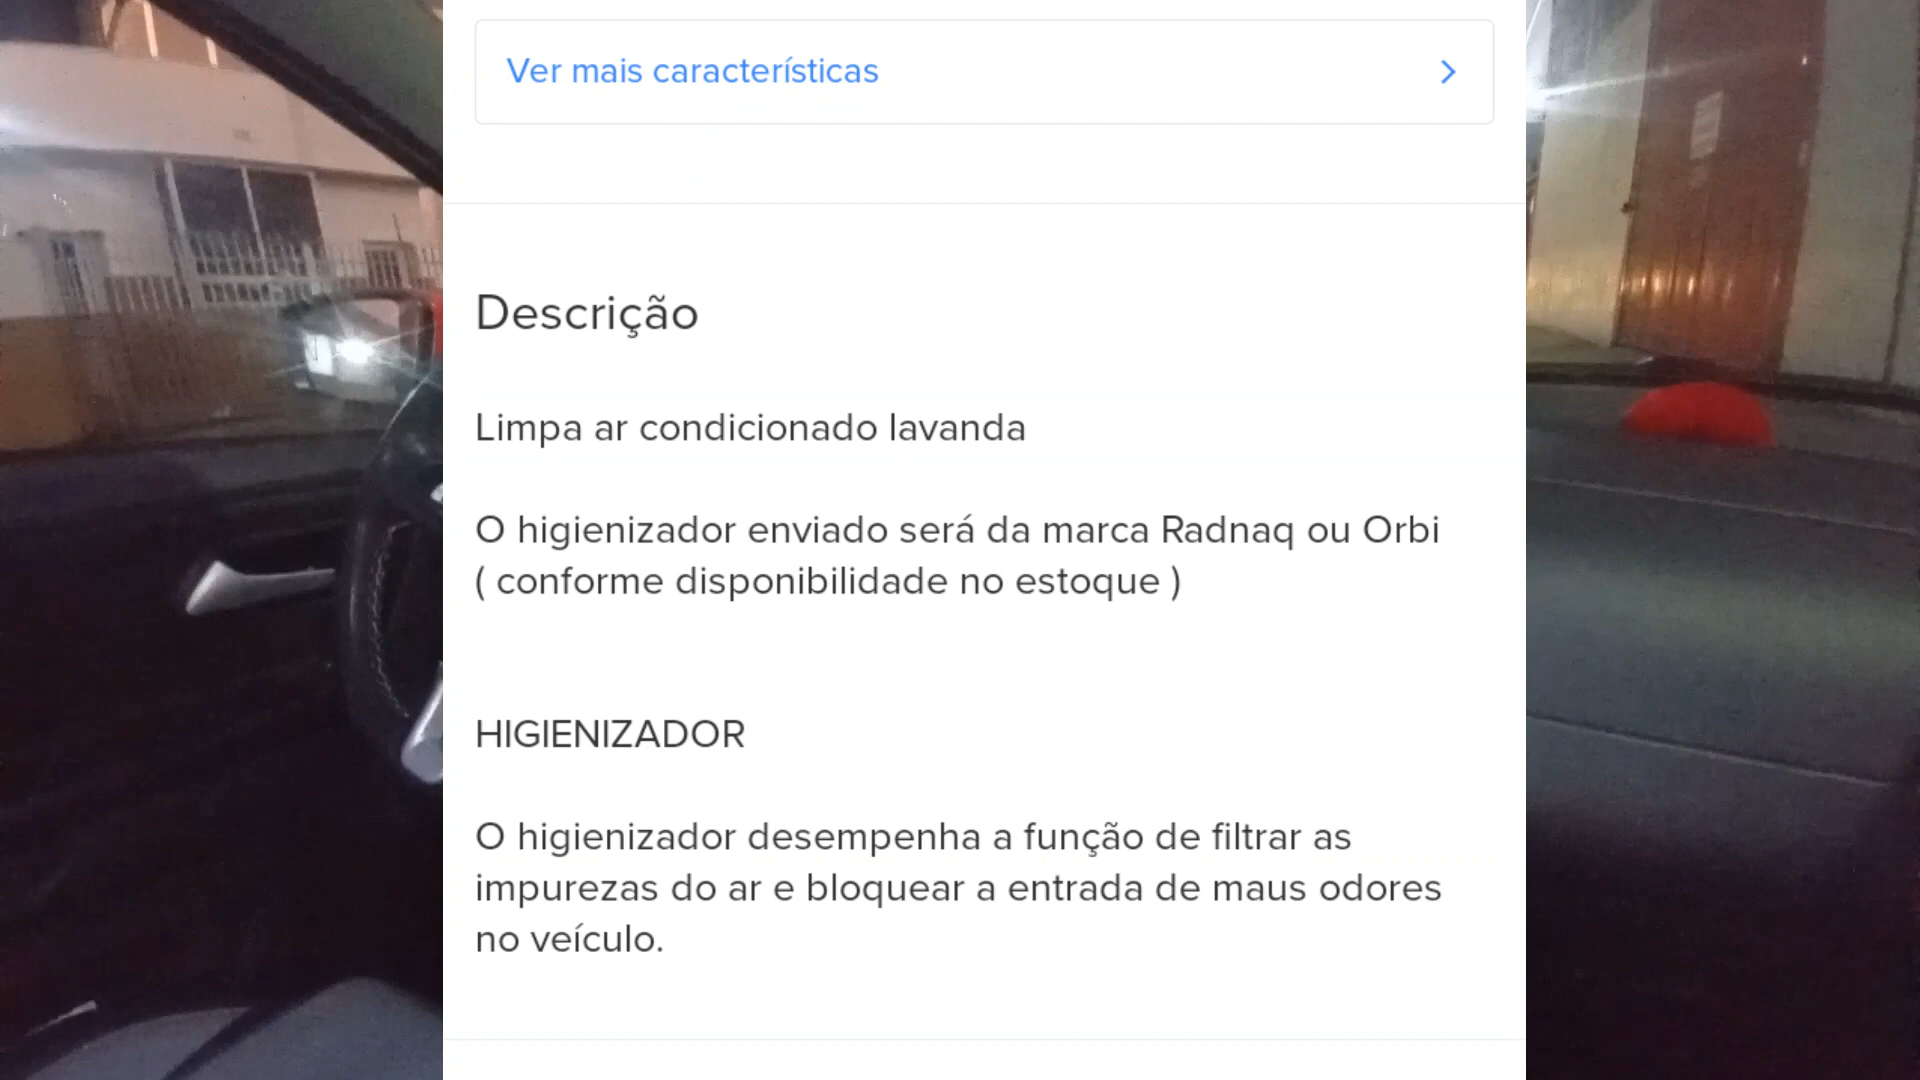 Ver mais características
Descrição
Limpa ar condicionado lavanda
O higienizador enviado será da marca Radnaq ou Orbi
( conforme disponibilidade no estoque )
HIGIENIZADOR
O higienizador desempenha a função de filtrar as
impurezas do ar e bloquear a entrada de maus odores
no veículo.